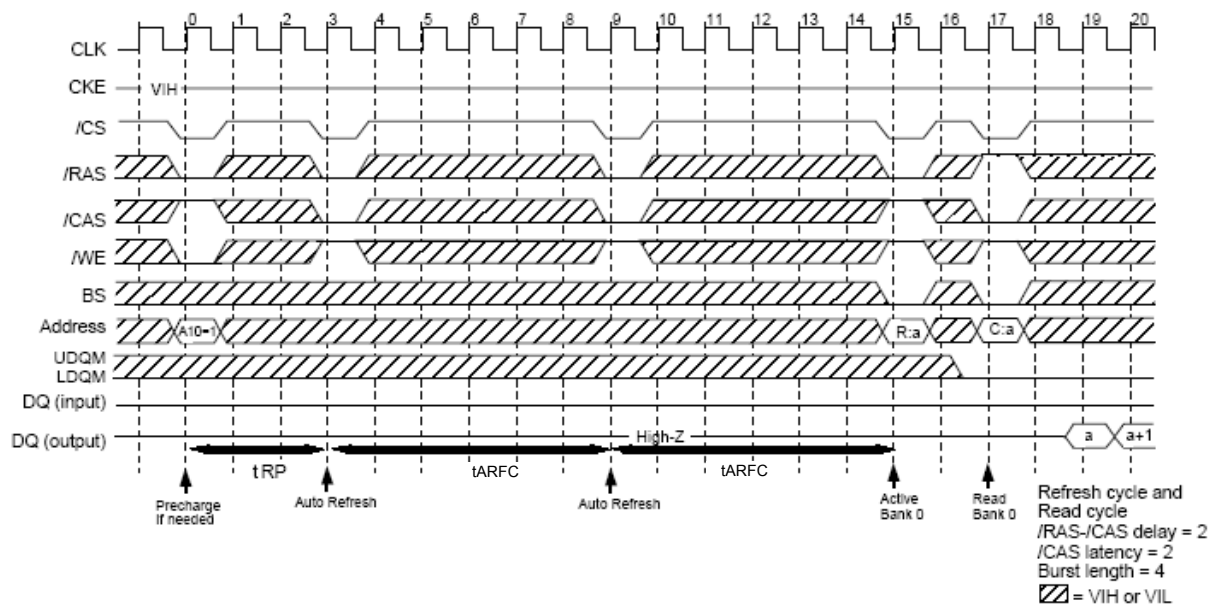 0 1 2 3 4 5 6 7 8 9 10 11 12 13 14 15 16 17 18 19 20
CLK
CKE VIH
/CS
/RAS
/CAS
/WE
BS
Address A10=1 R:a C:a
UDQM
LDQM
DQ (input)
DQ (output) High-Z a a+1
tRP tARFC tARFC
Precharge
If needed
Auto Refresh
Auto Refresh
Active
Bank 0
Read
Bank 0
Refresh cycle and
Read cycle
/RAS-/CAS delay = 2
/CAS latency = 2
Burst length = 4
= VIH or VIL